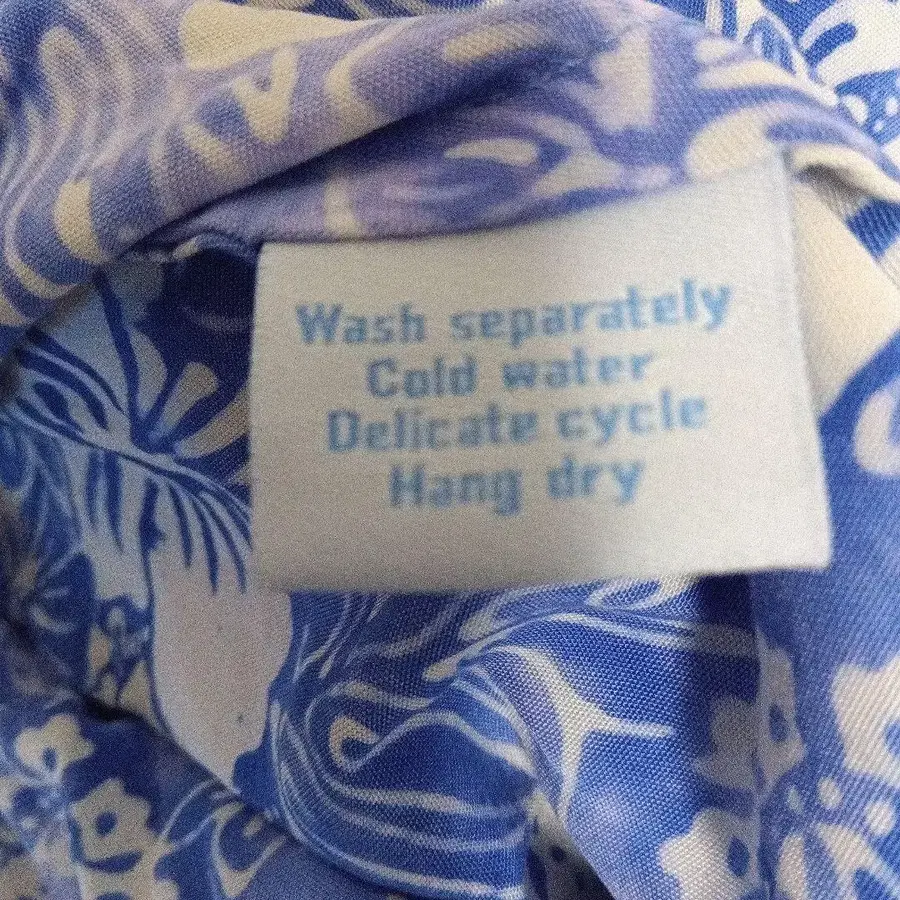 Wash separately
Cold water
Delicate cycle
Hang dry